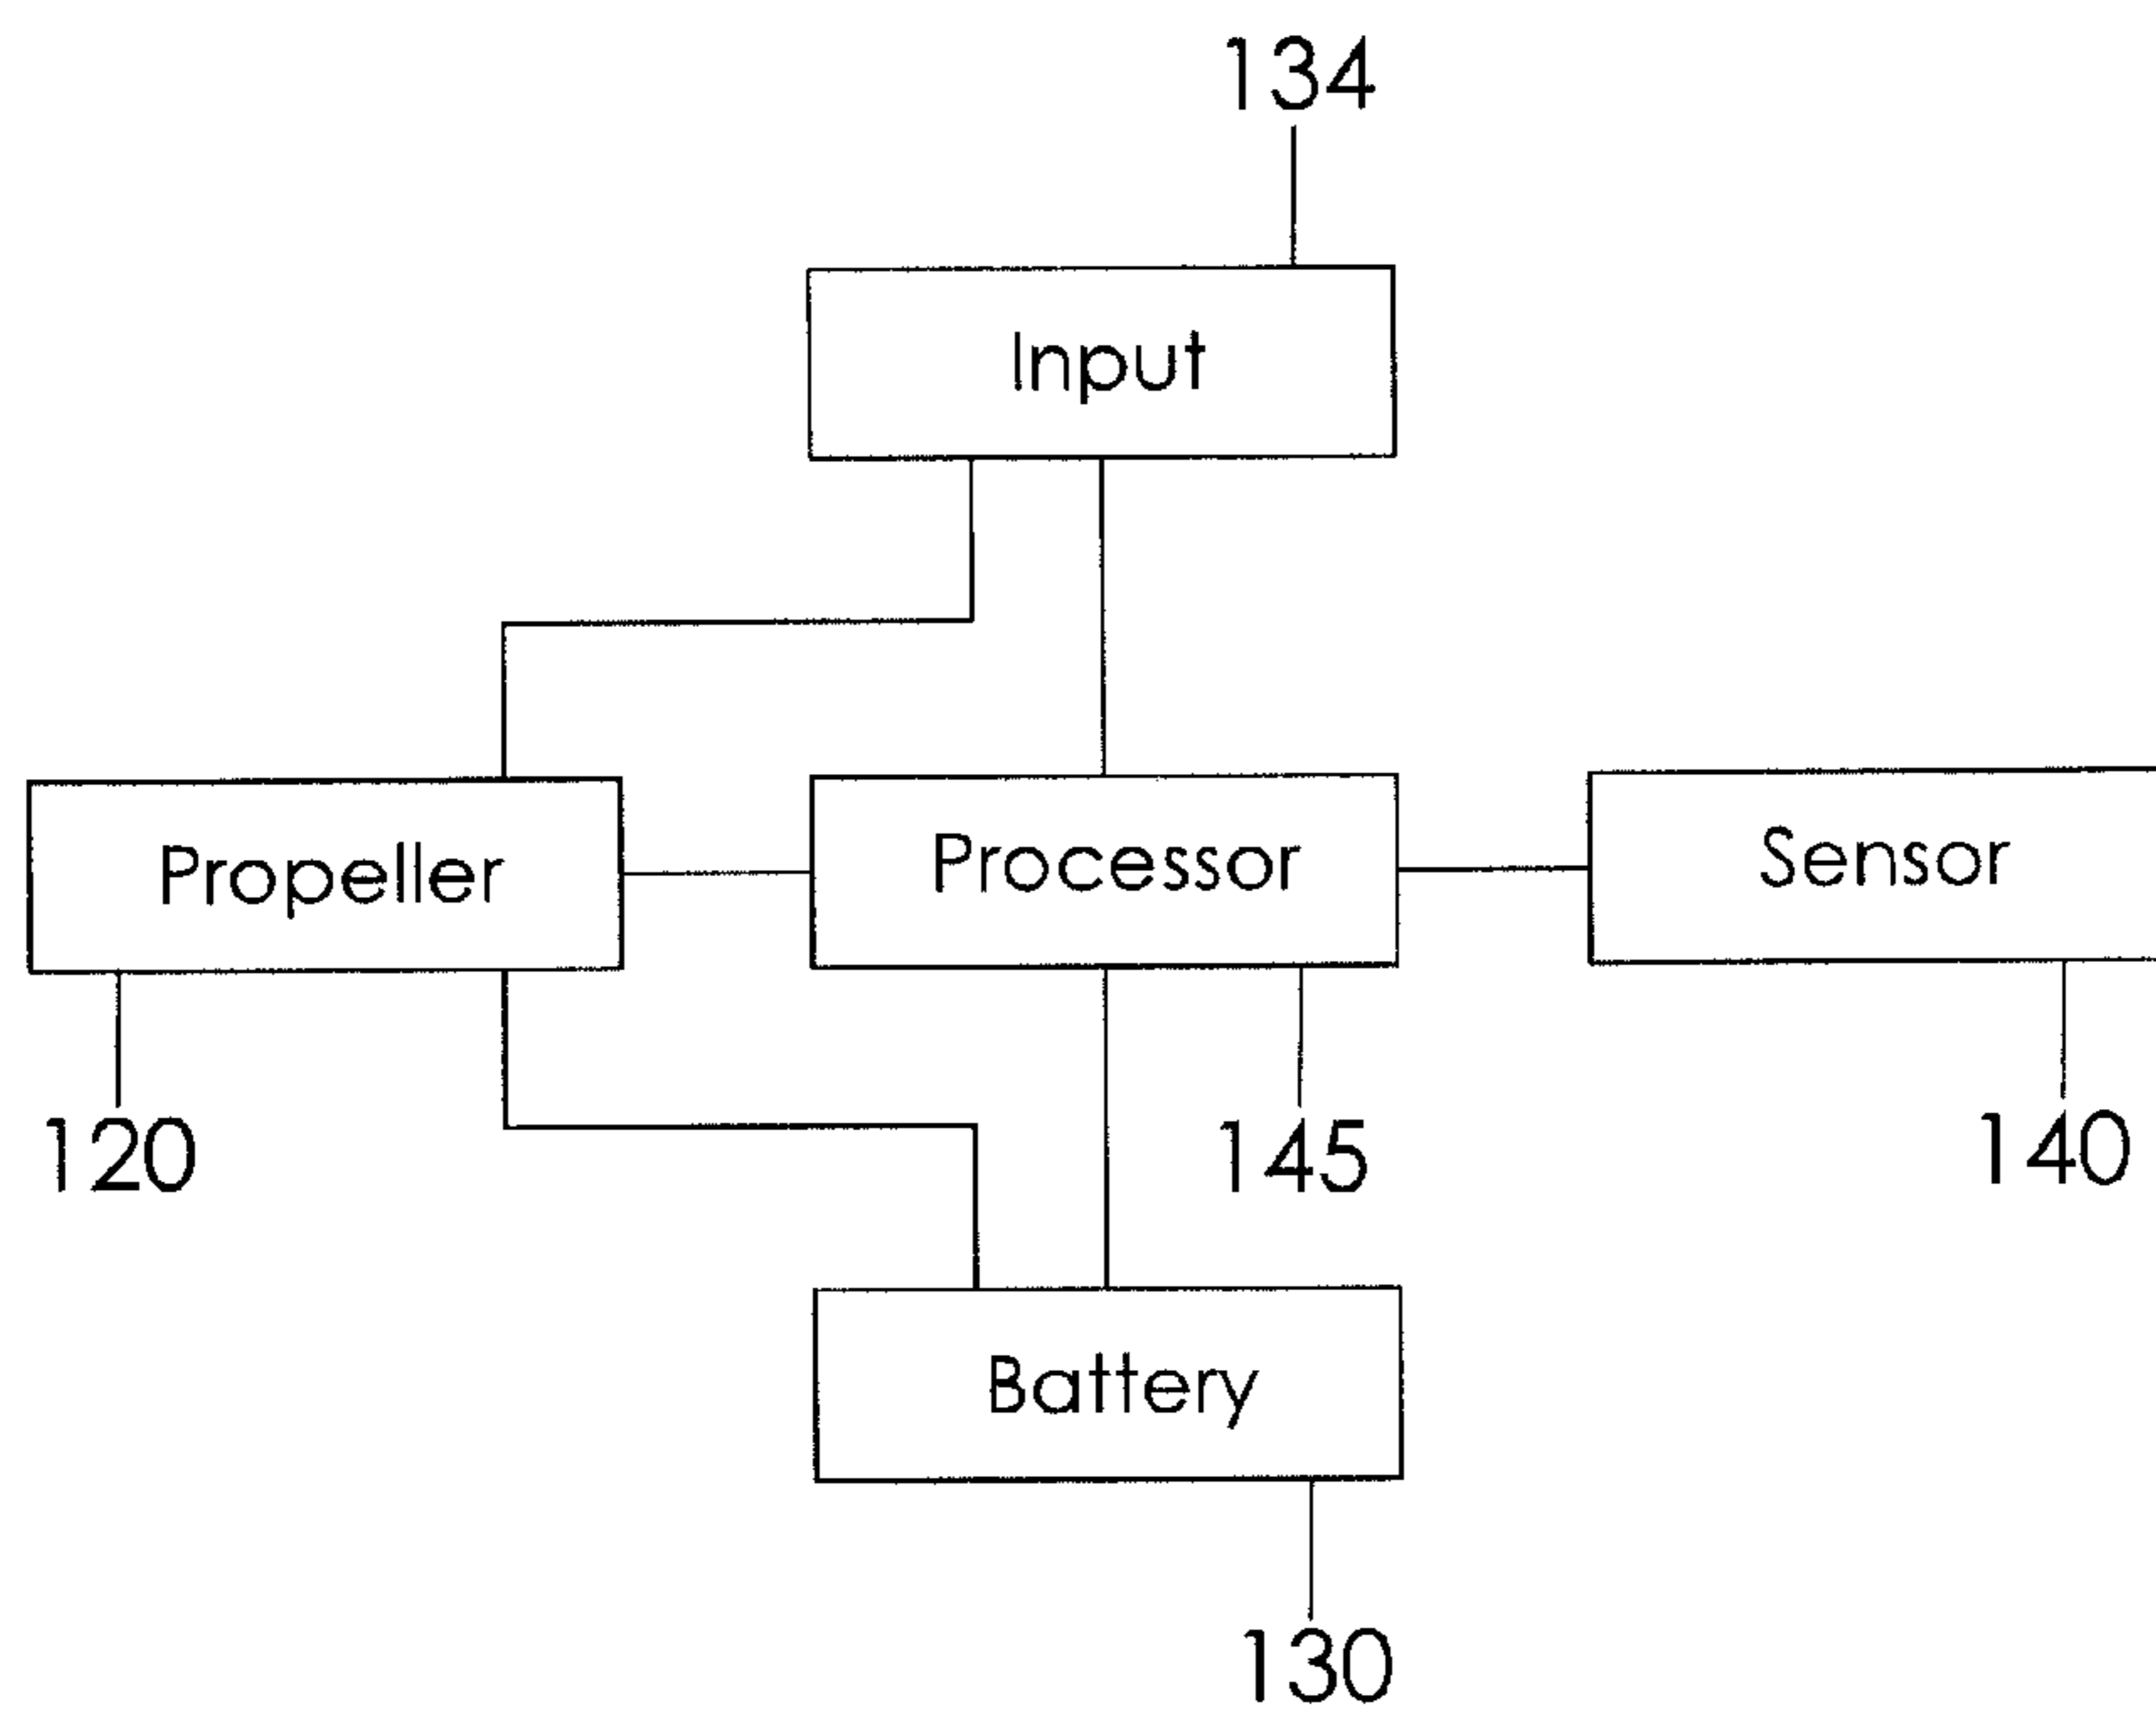 134
Input
Propeller
Processor
Sensor
120
145
140
Battery
130